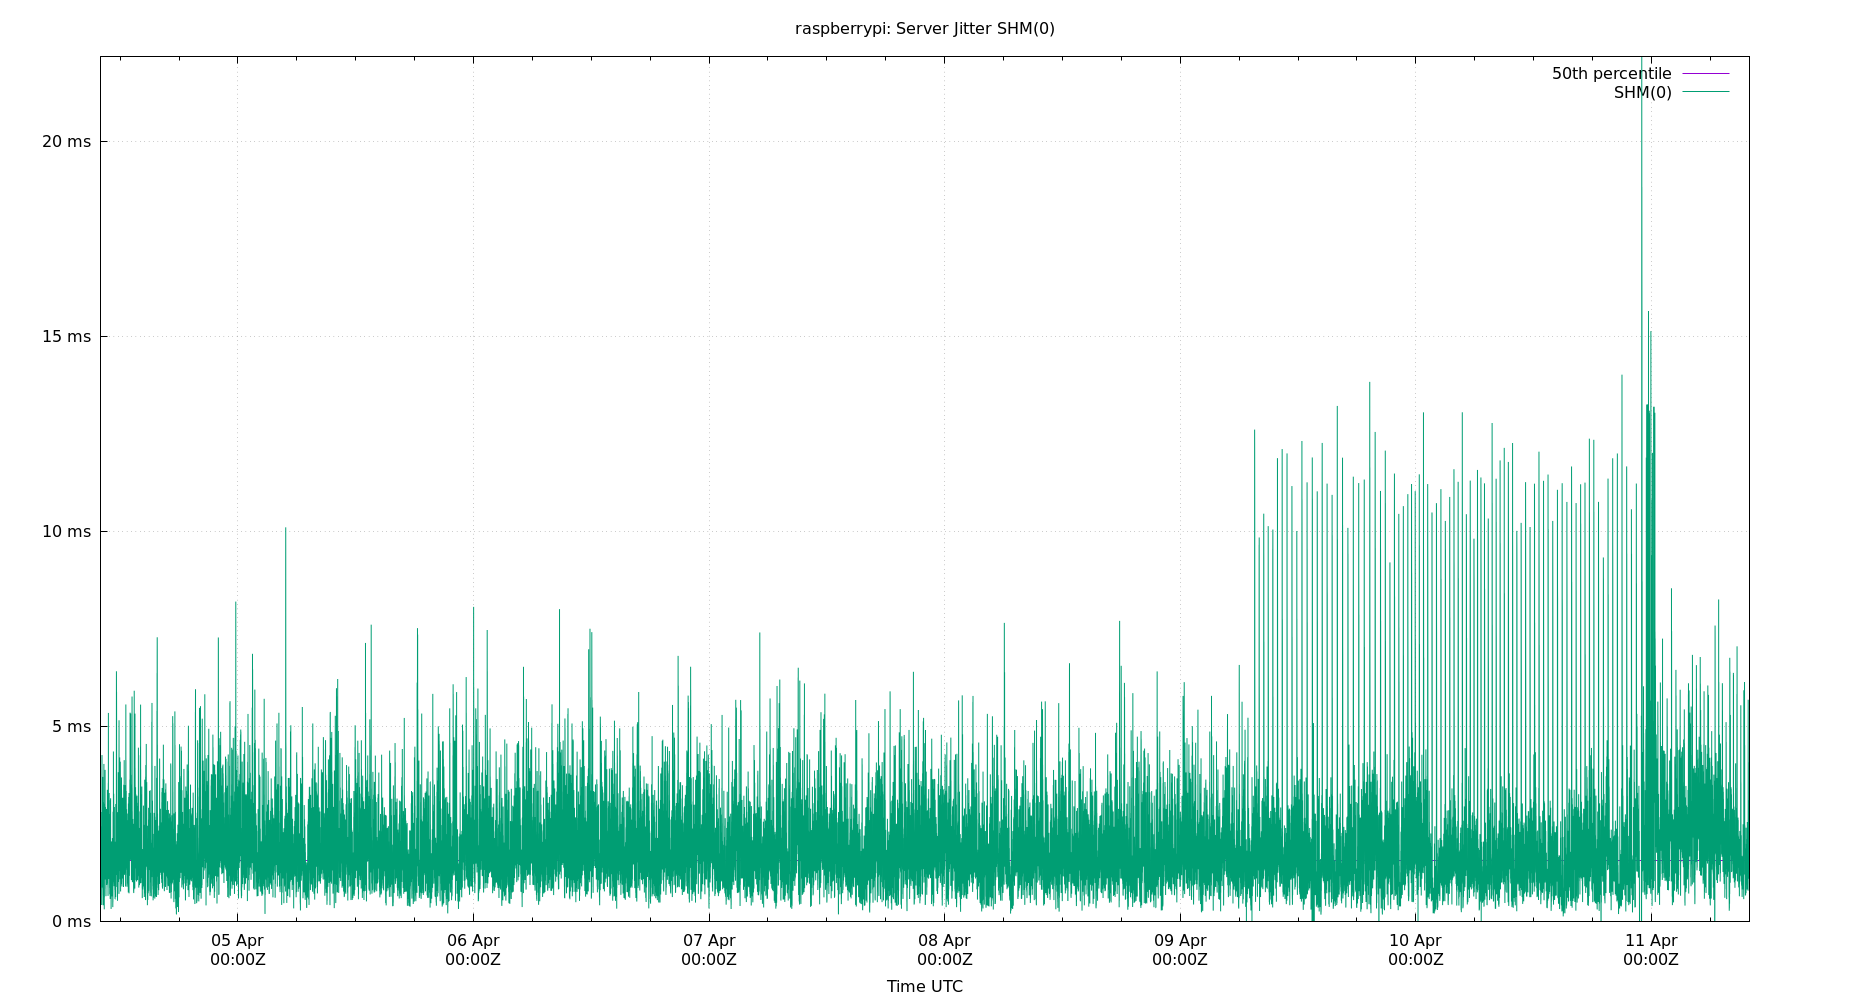 raspberrypi: Server Jitter SHM(0)
50th percentile
SHM(0)
20 ms
15 ms
10 ms
5 ms
0 ms
05 Apr
00:00Z
06 Apr
00:00Z
07 Apr
00:00Z
08 Apr
00:00Z
09 Apr
00:00Z
10 Apr
00:00Z
11 Apr
00:00Z
Time UTC